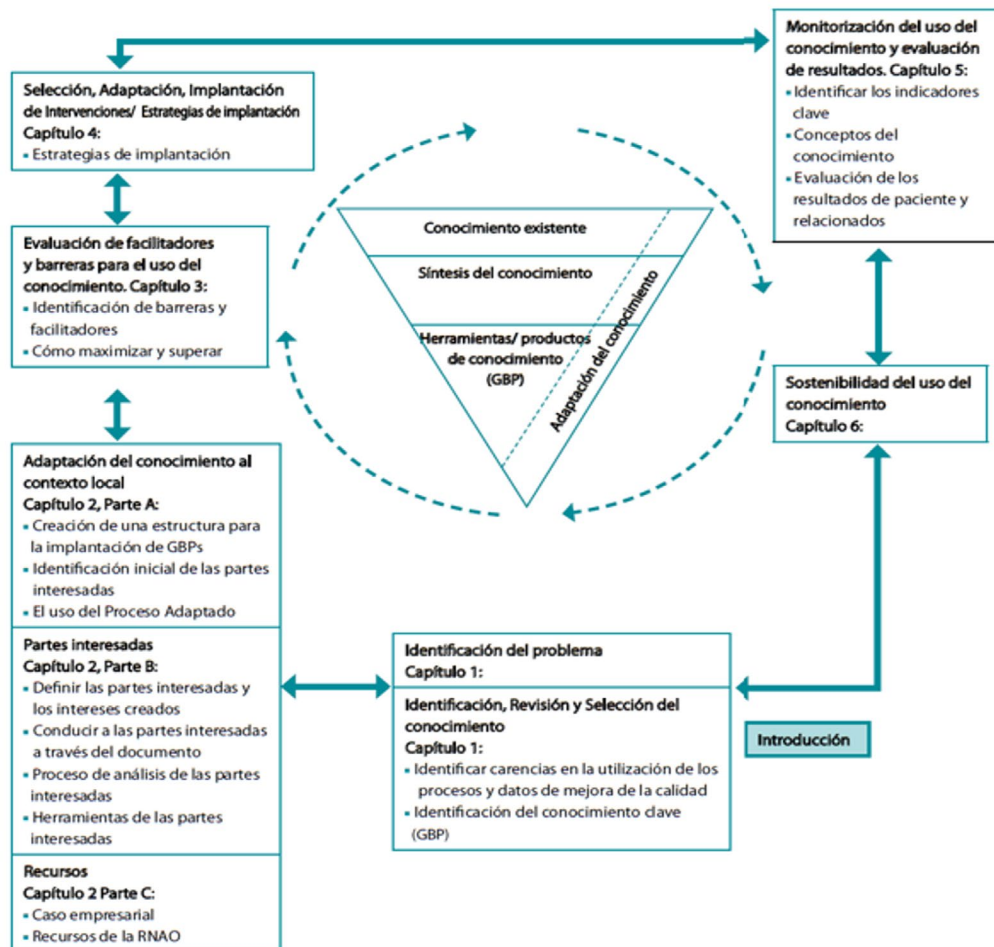 Selección, Adaptación, Implantación
de Intervenciones/ Estrategias de implantación
Capítulo 4:
▪ Estrategias de implantación
Evaluación de facilitadores
y barreras para el uso del
conocimiento. Capítulo 3:
▪ Identificación de barreras y
facilitadores
▪ Cómo maximizar y superar
Adaptación del conocimiento al
contexto local
Capítulo 2, Parte A:
▪ Creación de una estructura para
la implantación de GBPs
▪ Identificación inicial de las partes
interesadas
▪ El uso del Proceso Adaptado
Partes interesadas
Capítulo 2, Parte B:
▪ Definir las partes interesadas y
los intereses creados
▪ Conducir a las partes interesadas
a través del documento
▪ Proceso de análisis de las partes
interesadas
▪ Herramientas de las partes
interesadas
Recursos
Capítulo 2 Parte C:
▪ Caso empresarial
▪ Recursos de la RNAO
Conocimiento existente
Síntesis del conocimiento
Herramientas/ productos
de conocimiento
(GBP)
Adaptación del conocimiento
Identificación del problema
Capítulo 1:
Identificación, Revisión y Selección del
conocimiento
Capítulo 1:
▪ Identificar carencias en la utilización de los
procesos y datos de mejora de la calidad
▪ Identificación del conocimiento clave
(GBP)
Monitorización del uso del
conocimiento y evaluación
de resultados. Capítulo 5:
▪ Identificar los indicadores
clave
▪ Conceptos del
conocimiento
▪ Evaluación de los
resultados de paciente y
relacionados
Sostenibilidad del uso del
conocimiento
Capítulo 6:
Introducción